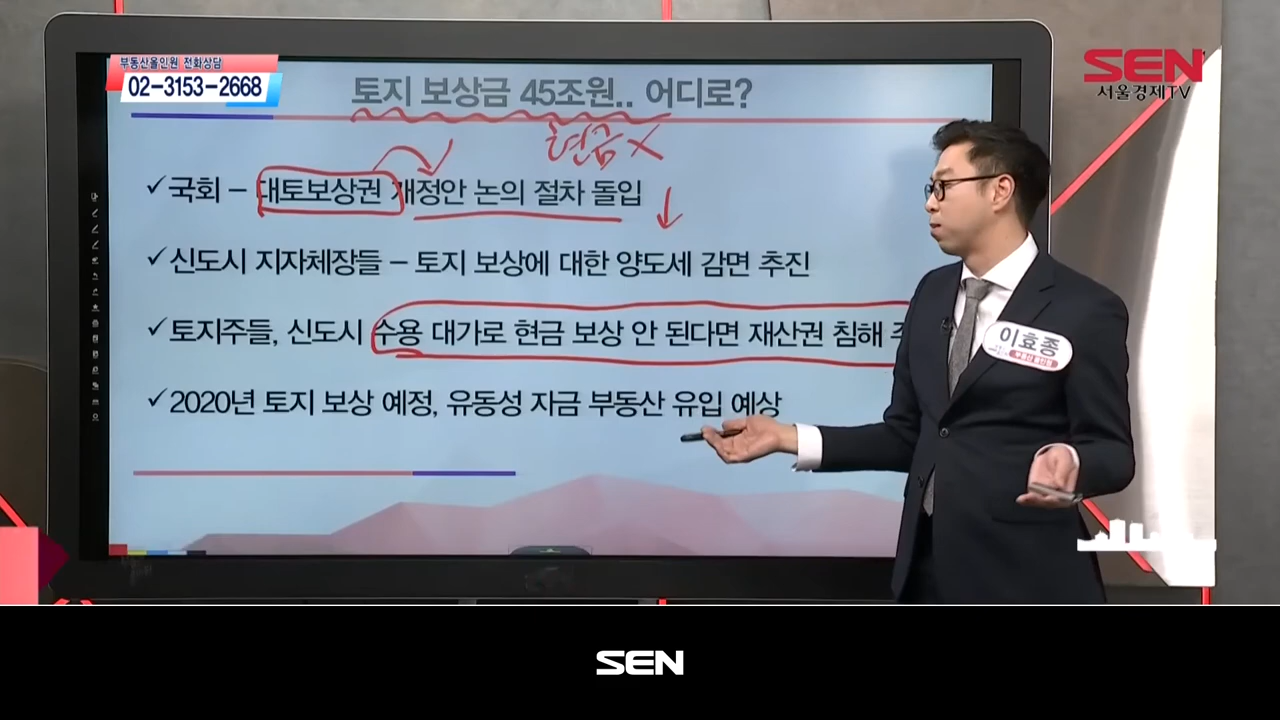 부동산올인원 전화상담
02-3153-2668
SEN
서울경제TV
토지 보상금 45조원.. 어디로?
현금 X
✓국회 – 대토보상권 개정안 논의 절차 돌입
✓신도시 지자체장들 – 토지 보상에 대한 양도세 감면 추진
✓토지주들, 신도시 수용 대가로 현금 보상 안 된다면 재산권 침해
✓2020년 토지 보상 예정, 유동성 자금 부동산 유입 예상
이효종
SEN